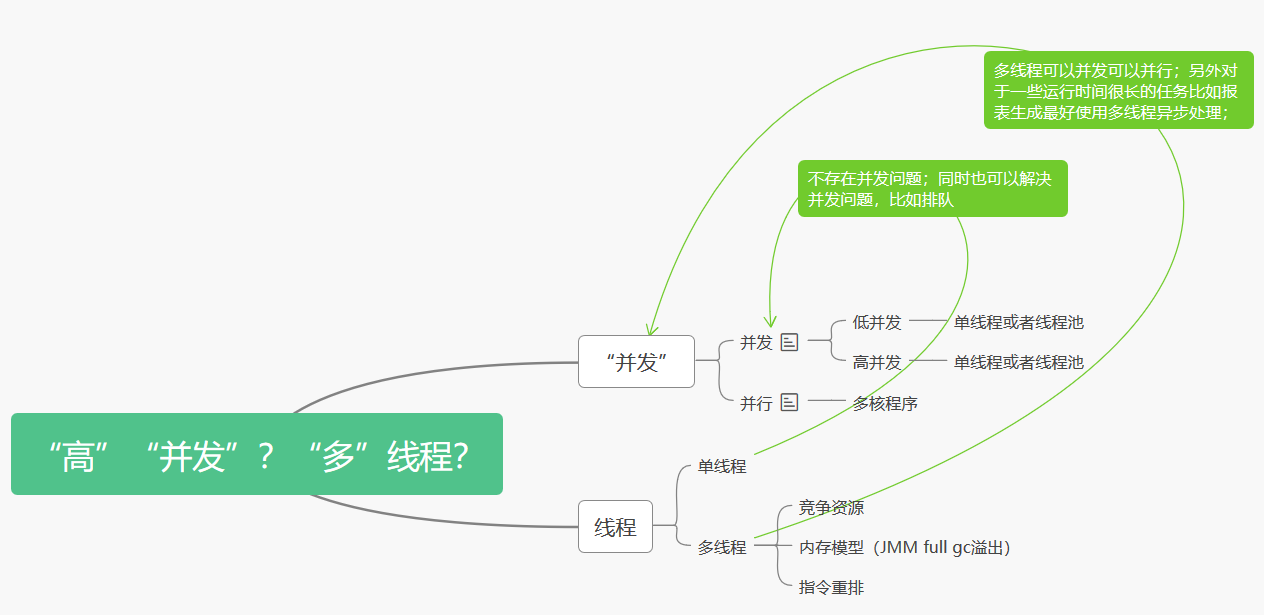 多线程可以并发可以并行；另外对
于一些运行时间很长的任务比如报
表生成最好使用多线程异步处理；
不存在并发问题；同时也可以解决
并发问题，比如排队
“高” “并发”？ “多”线程？
“并发”
并发
低并发
单线程或者线程池
高并发
单线程或者线程池
并行
多核程序
线程
单线程
多线程
竞争资源
内存模型（JMM full gc溢出）
指令重排